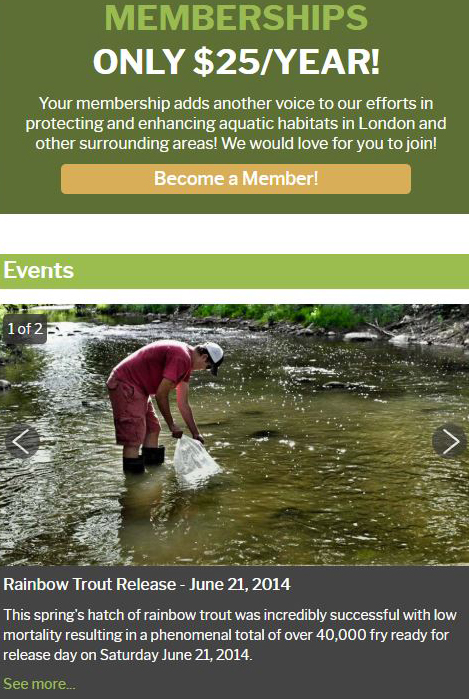 MEMBERSHIPS
ONLY $25/YEAR!
Your membership adds another voice to our efforts in
protecting and enhancing aquatic habitats in London and
other surrounding areas! We would love for you to join!
Become a Member!
Events
1 of 2
Rainbow Trout Release - June 21, 2014
This spring's hatch of rainbow trout was incredibly successful with low
mortality resulting in a phenomenal total of over 40,000 fry ready for
release day on Saturday June 21, 2014.
See more...